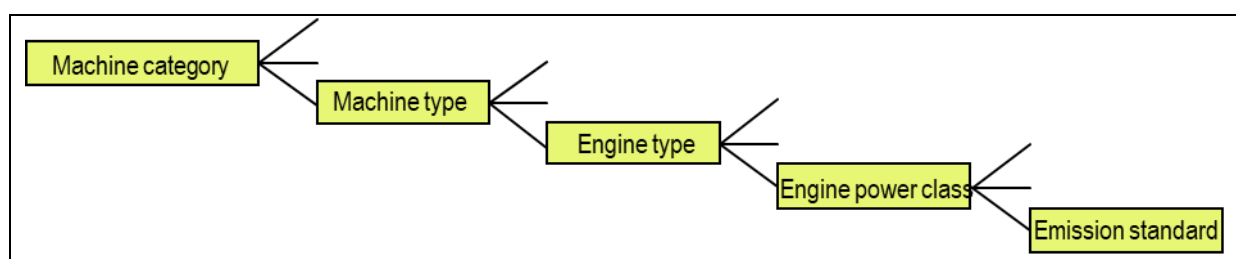 Machine category
Machine type
Engine type
Engine power class
Emission standard